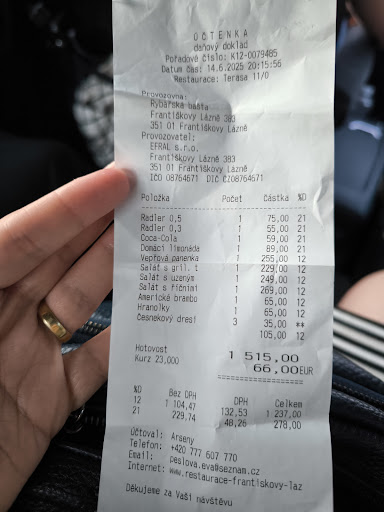 ÚČTENKA
daňový doklad
Pořadové číslo: K12-0079485
Datum čas: 14.6.2025 20:15:56
Restaurace: Terasa 11/0
Provozovna:
Rybářská bašta
Františkovy Lázně 383
351 01 Františkovy Lázně
Provozovatel:
EFRAL s.r.o.
Františkovy Lázně 383
351 01 Františkovy Lázně
IČO 08764671 DIČ CZ08764671
Položka Počet Částka %D
Radler 0,5 1 75,00 21
Radler 0,3 1 55,00 21
Coca-Cola 1 59,00 21
Domácí limonáda 1 89,00 21
Vepřová panenka 1 255,00 12
Salát s gril. t 1 229,00 12
Salát s uzeným 1 249,00 12
Salát s řičními 1 269,00 12
Americké brambo 1 65,00 12
Hranolky 1 65,00 12
Česnekový dresi 3 35,00 **
105,00 12
Hotovost 1 515,00
Kurz 23,000 66,00EUR
%D Bez DPH DPH Celkem
12 1 104,47 132,53 1 237,00
21 229,74 48,26 278,00
Účtoval: Arseny
Telefon: +420 777 607 770
Email: peslova.eva@seznam.cz
Internet: www.restaurace-frantiskovy-laz
Děkujeme za Vaši návštěvu